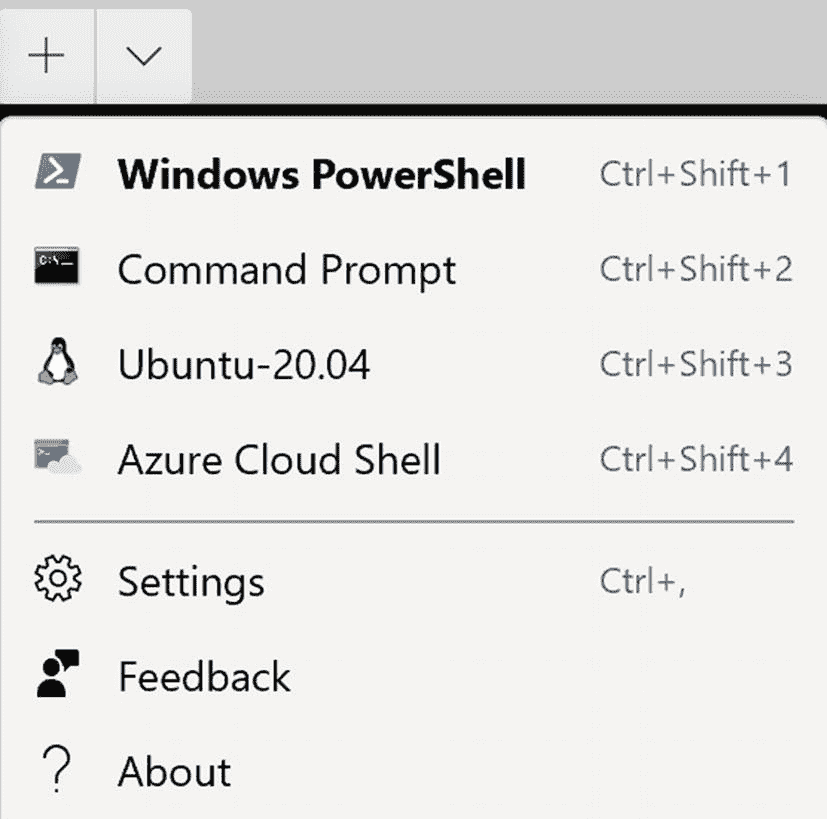 Windows PowerShell Ctrl+Shift+1
C:\_ Command Prompt Ctrl+Shift+2
Ubuntu-20.04 Ctrl+Shift+3
Azure Cloud Shell Ctrl+Shift+4
Settings Ctrl+,
Feedback
? About